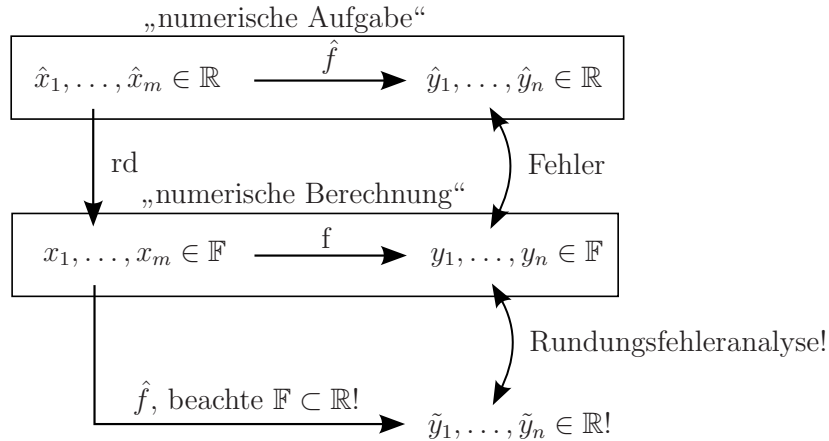 „numerische Aufgabe“
x̂₁, …, x̂ₘ ∈ ℝ f̂ ŷ₁, …, ŷₙ ∈ ℝ
rd Fehler
„numerische Berechnung“
x₁, …, xₘ ∈ 𝔽 f y₁, …, yₙ ∈ 𝔽
Rundungsfehleranalyse!
f̂, beachte 𝔽 ⊂ ℝ! ỹ₁, …, ỹₙ ∈ ℝ!